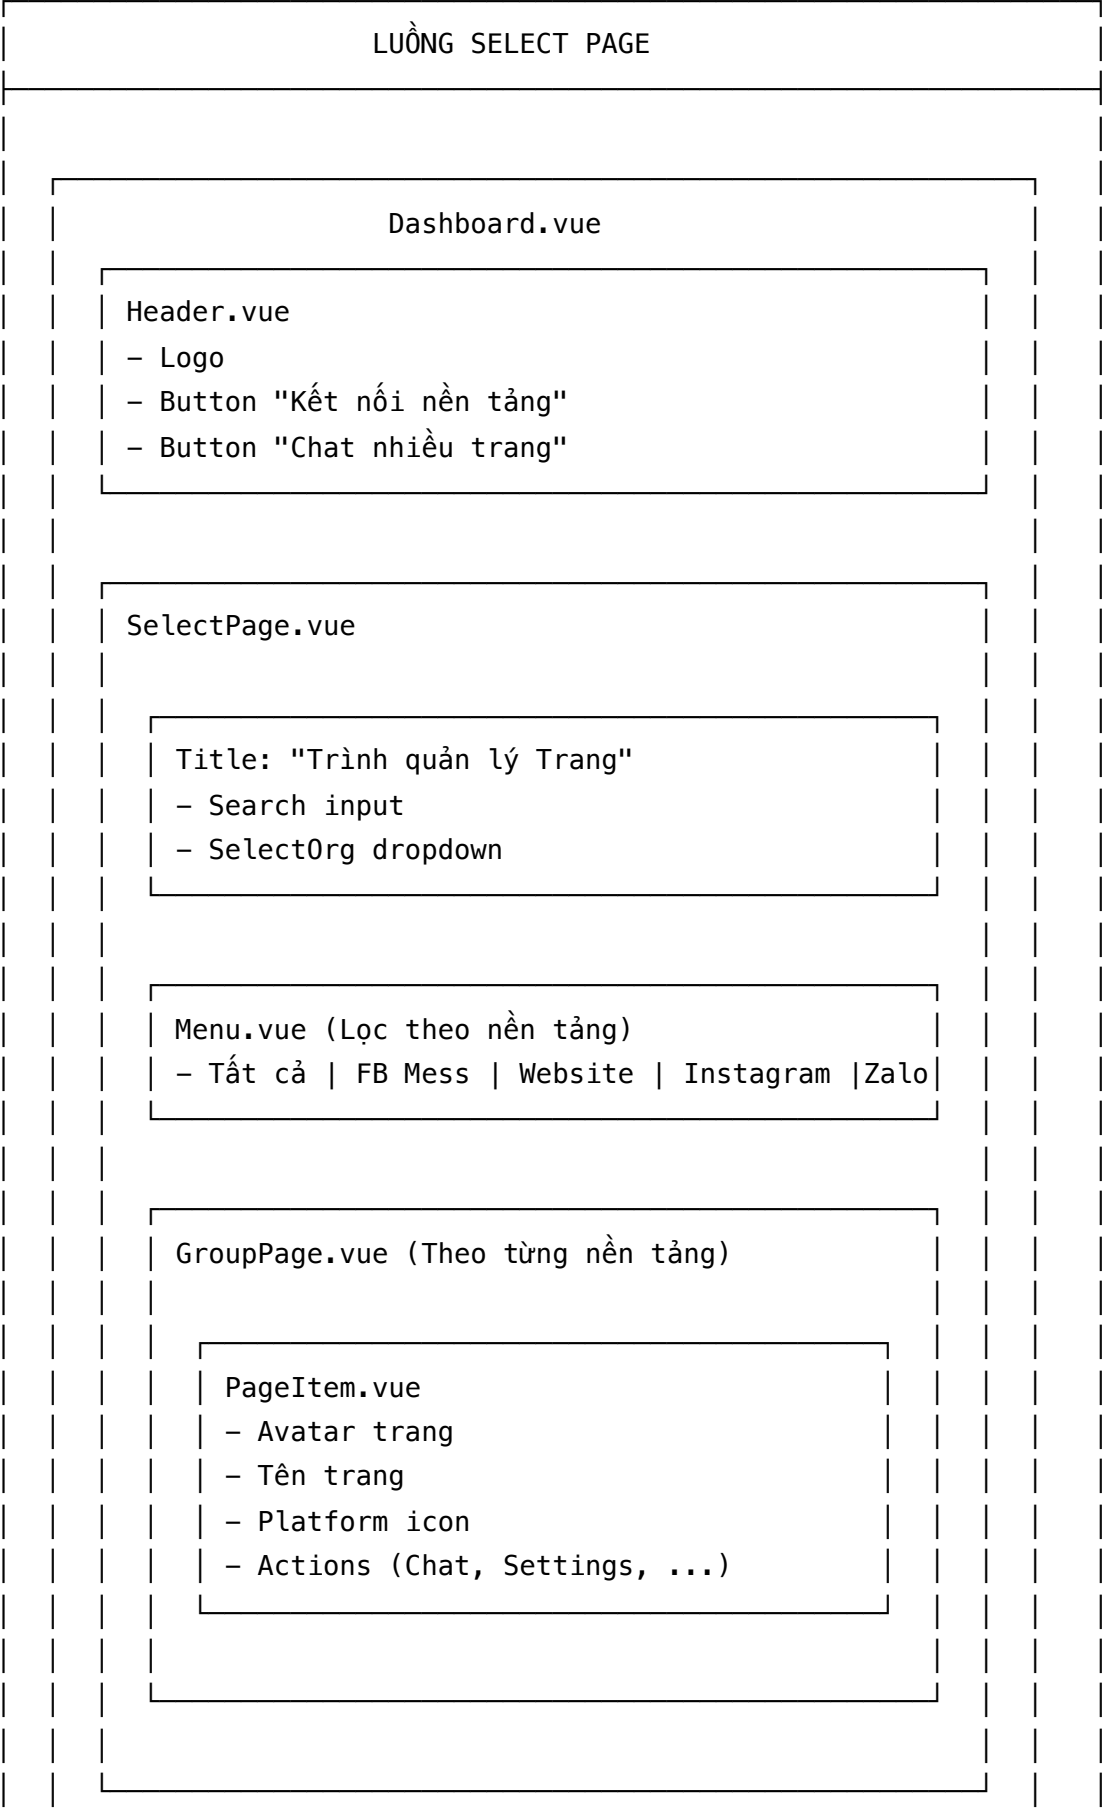 LUỒNG SELECT PAGE
Dashboard.vue
Header.vue
- Logo
- Button "Kết nối nền tảng"
- Button "Chat nhiều trang"
SelectPage.vue
Title: "Trình quản lý Trang"
- Search input
- SelectOrg dropdown
Menu.vue (Lọc theo nền tảng)
- Tất cả | FB Mess | Website | Instagram |Zalo
GroupPage.vue (Theo từng nền tảng)
PageItem.vue
- Avatar trang
- Tên trang
- Platform icon
- Actions (Chat, Settings, ...)